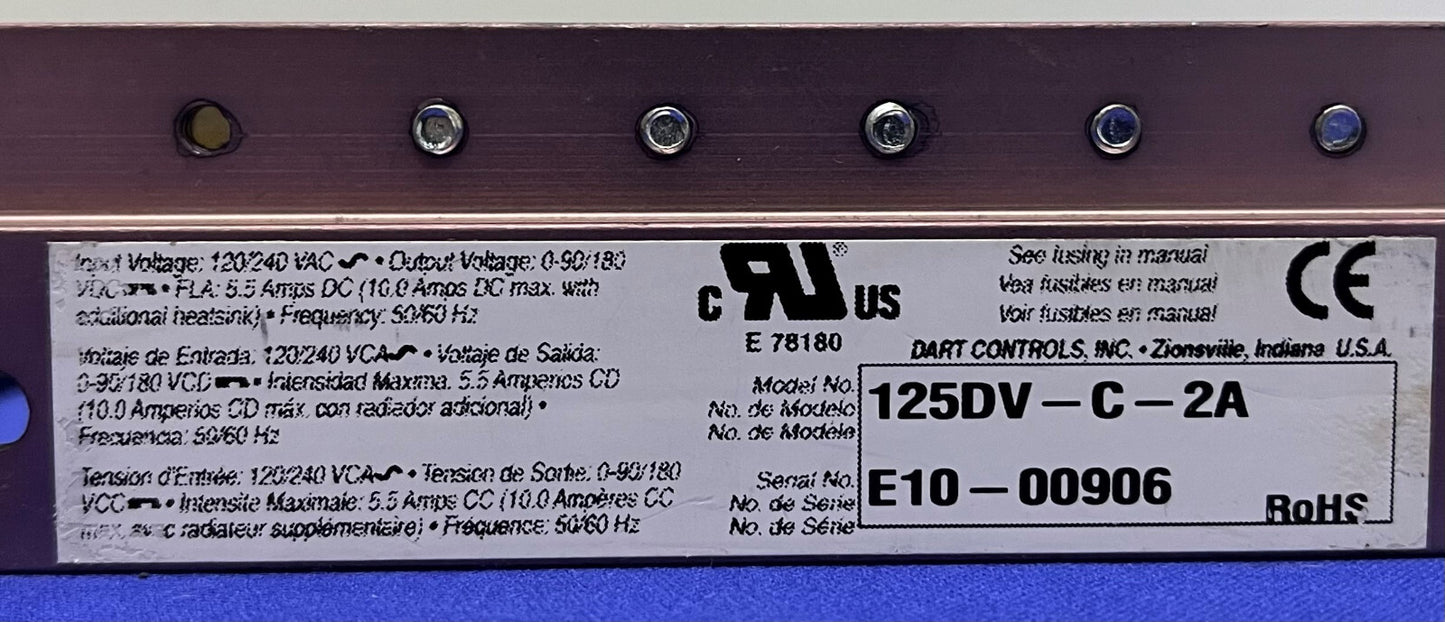 Input Voltage: 120/240 VAC • Output Voltage: 0-90/180
VDC • FLA: 5.5 Amps DC (10.0 Amps DC max. with
additional heatsink) • Frequency: 50/60 Hz
Voltaje de Entrada: 120/240 VCA • Voltaje de Salida:
0-90/180 VCD • Intensidad Maxima. 5.5 Amperios CD
(10.0 Amperios CD máx. con radiador adicional) •
Frecuancia: 50/60 Hz
Tension d'Entrée: 120/240 VCA • Tension de Sortie: 0-90/180
VCC • Intensite Maximale: 5.5 Amps CC (10.0 Ampères CC
max. avec radiateur supplémentaire) • Fréquence: 50/60 Hz
C RU® US
E 78180
See fusing in manual
Vea fusibles en manual
Voir fusibles en manual
CE
DART CONTROLS, INC. • Zionsville, Indiana U.S.A.
Model No. 125DV-C-2A
No. de Modelo
No. de Modèle
Serial No. E10-00906
No. de Serie
No. de Série
RoHS